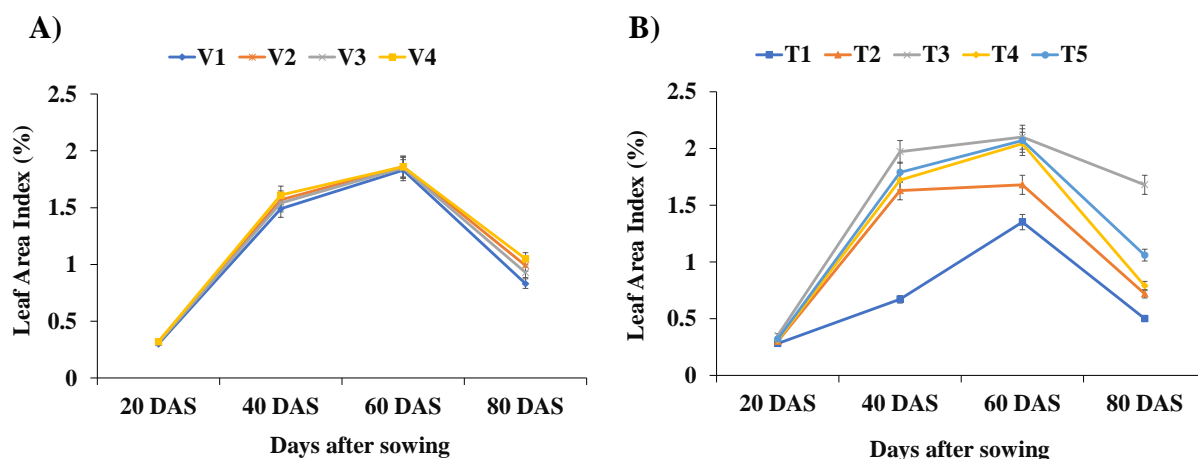 A)
V1 V2 V3 V4
Leaf Area Index (%)
2.5
2
1.5
1
0.5
0
20 DAS 40 DAS 60 DAS 80 DAS
Days after sowing
B)
T1 T2 T3 T4 T5
Leaf Area Index (%)
2.5
2
1.5
1
0.5
0
20 DAS 40 DAS 60 DAS 80 DAS
Days after sowing